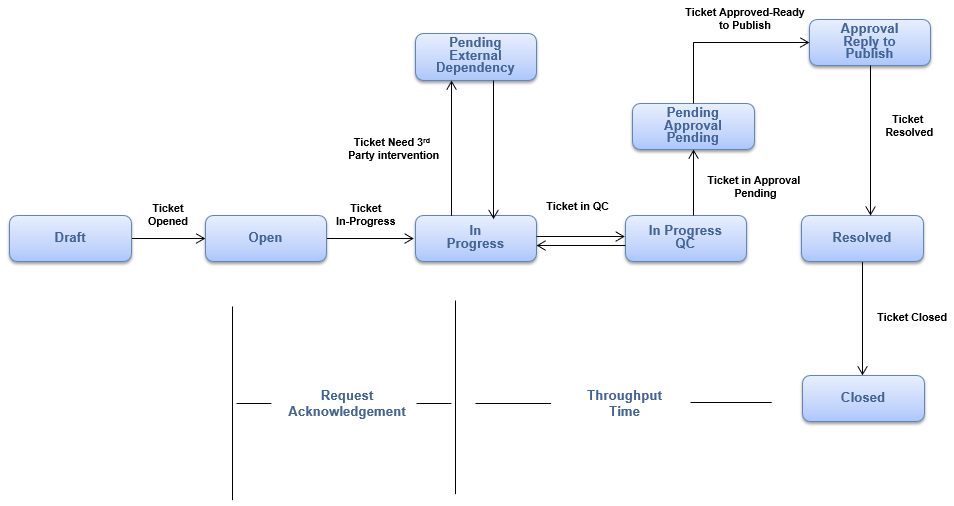 Ticket Approved-Ready
to Publish
Approval
Reply to
Publish
Pending
External
Dependency
Pending
Approval
Pending
Ticket
Resolved
Ticket Need 3rd
Party intervention
Ticket in Approval
Pending
Ticket
Opened
Ticket
In-Progress
Ticket in QC
Draft
Open
In
Progress
In Progress
QC
Resolved
Ticket Closed
Request
Acknowledgement
Throughput
Time
Closed